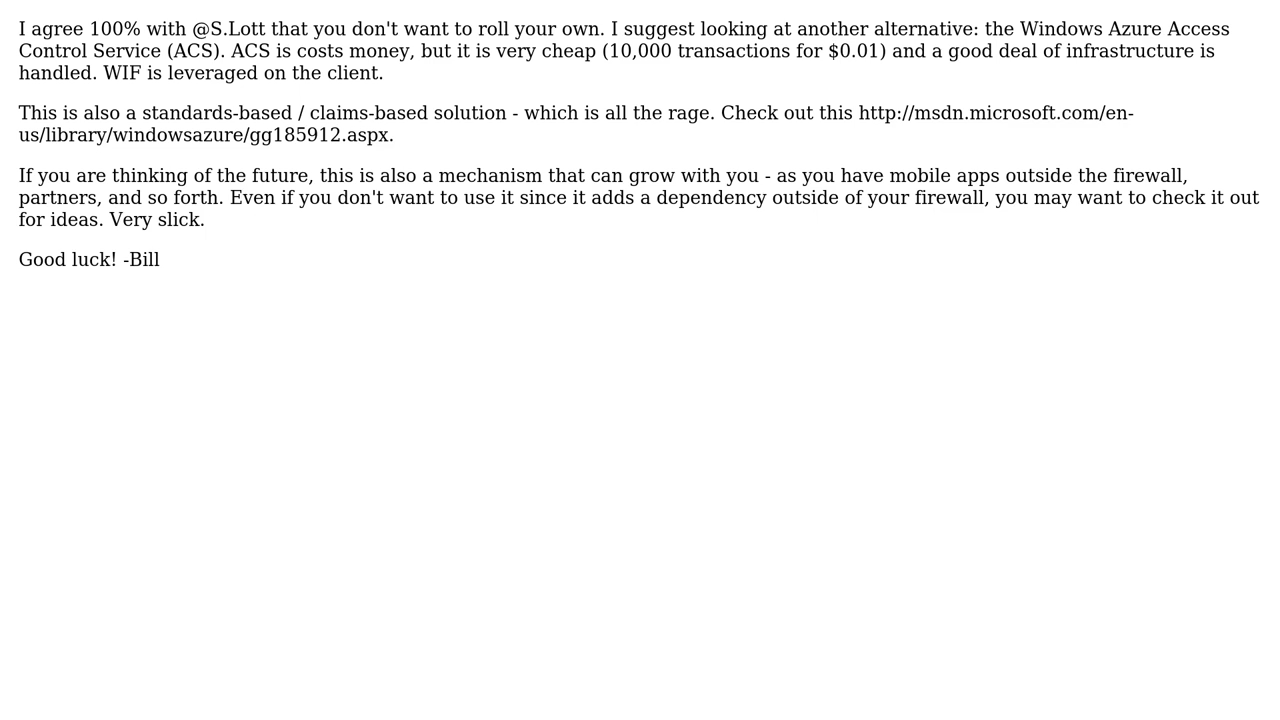 I agree 100% with @S.Lott that you don't want to roll your own. I suggest looking at another alternative: the Windows Azure Access
Control Service (ACS). ACS is costs money, but it is very cheap (10,000 transactions for $0.01) and a good deal of infrastructure is
handled. WIF is leveraged on the client.
This is also a standards-based / claims-based solution - which is all the rage. Check out this http://msdn.microsoft.com/en-
us/library/windowsazure/gg185912.aspx.
If you are thinking of the future, this is also a mechanism that can grow with you - as you have mobile apps outside the firewall,
partners, and so forth. Even if you don't want to use it since it adds a dependency outside of your firewall, you may want to check it out
for ideas. Very slick.
Good luck! -Bill